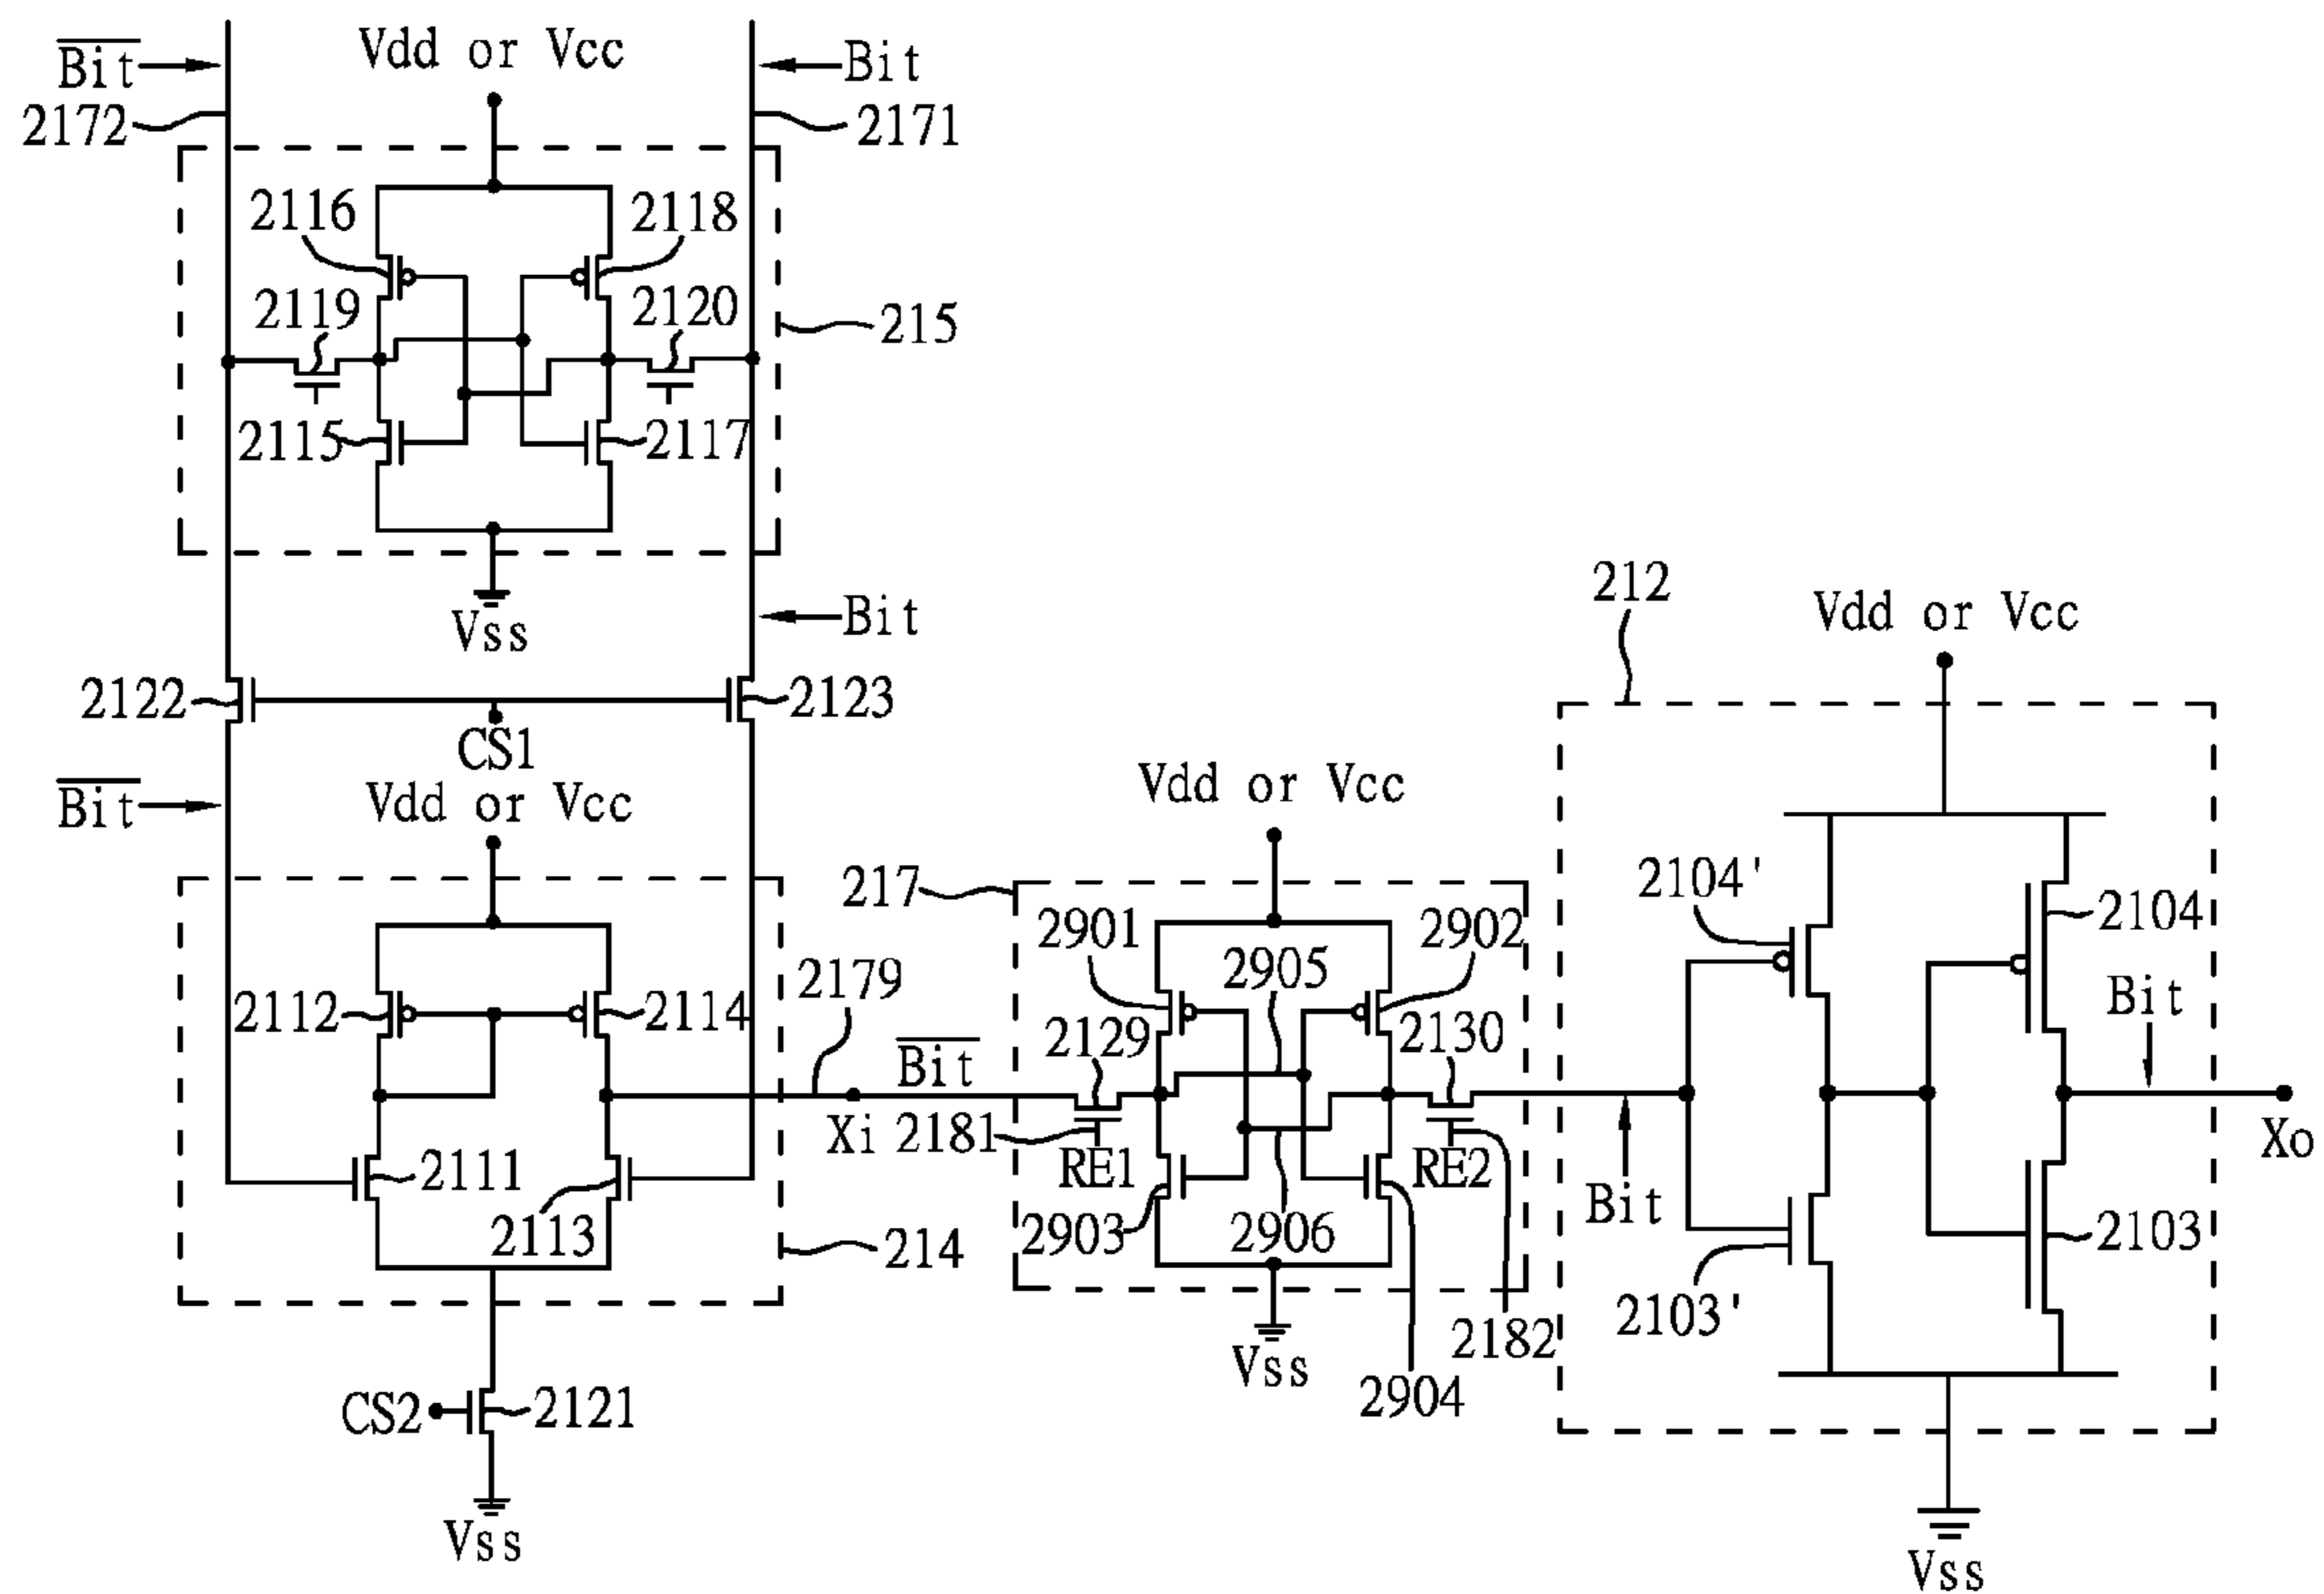 Bit
Vdd or Vcc
Bit
2172
2171
2116
2118
2119
2120
215
2115
2117
Vss
Bit
212
Vdd or Vcc
2122
2123
CS1
Bit
Vdd or Vcc
Vdd or Vcc
217
2104'
2901
2902
2104
2905
2179
2112
2114
2129
2130
Bit
Bit
Xi
2181
RE1
RE2
Xo
2111
Bit
2113
2903
2906
2103
214
2103'
2182
Vss
2904
CS2
2121
Vss
Vss